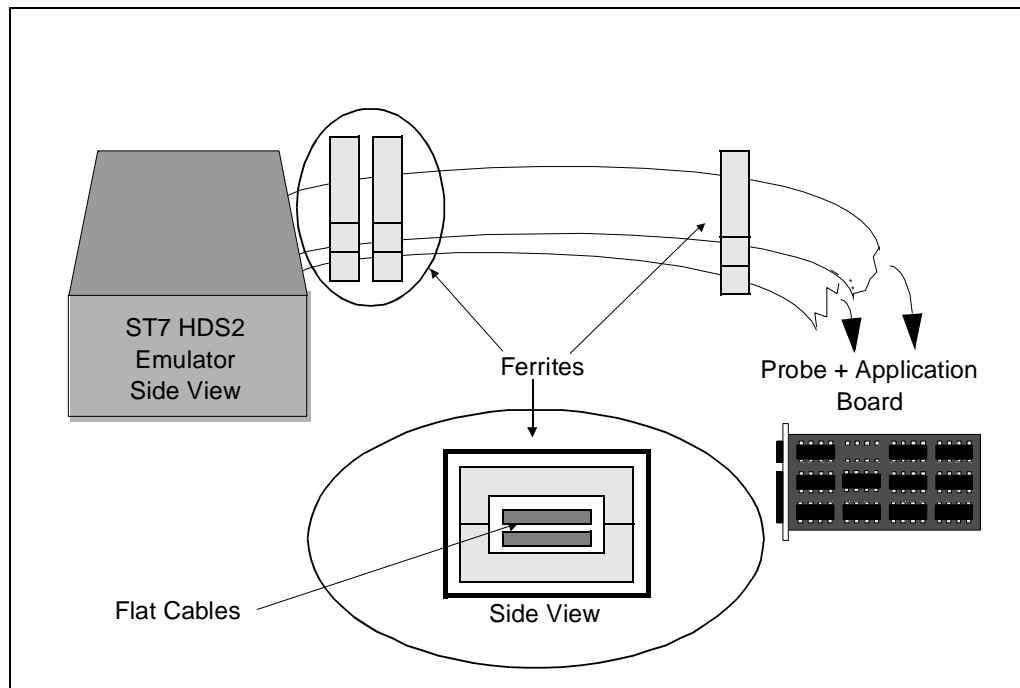 ST7 HDS2
Emulator
Side View
Ferrites
Probe + Application
Board
Flat Cables
Side View